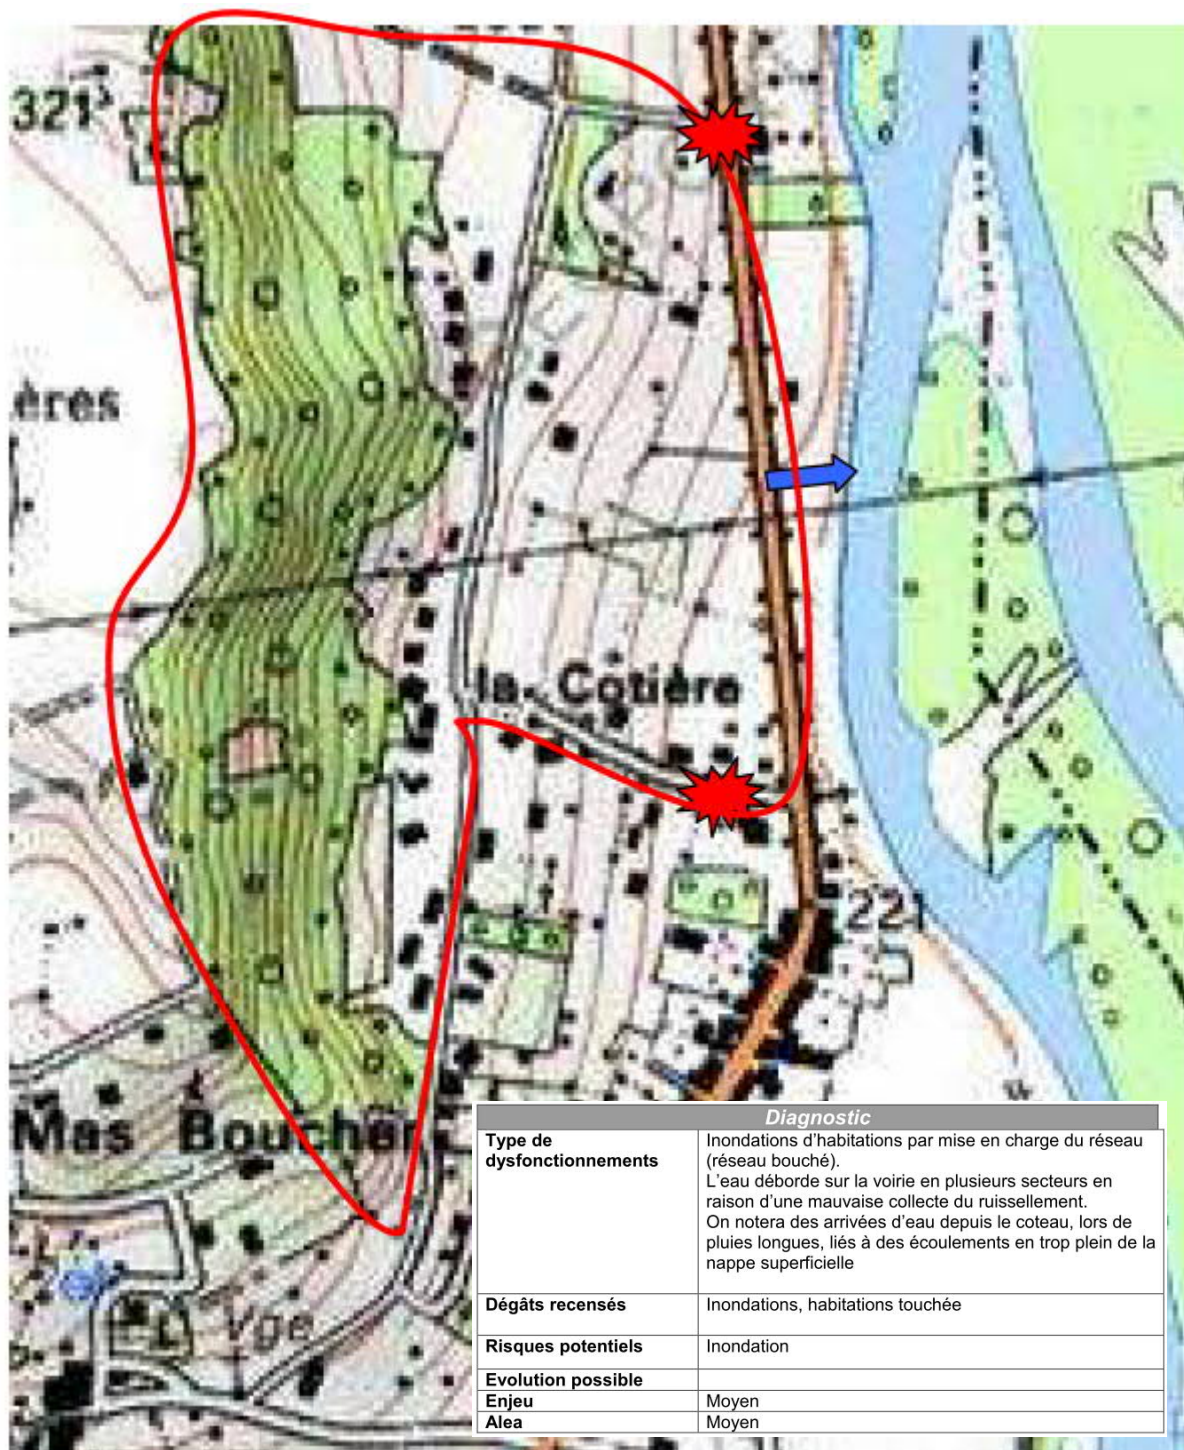 321
ères
la Cotière
221
Mas Bouchar
Vge
Diagnostic
Type de
dysfonctionnements
Inondations d’habitations par mise en charge du réseau
(réseau bouché).
L’eau déborde sur la voirie en plusieurs secteurs en
raison d’une mauvaise collecte du ruissellement.
On notera des arrivées d’eau depuis le coteau, lors de
pluies longues, liés à des écoulements en trop plein de la
nappe superficielle
Dégâts recensés
Inondations, habitations touchée
Risques potentiels
Inondation
Evolution possible
Enjeu
Moyen
Alea
Moyen